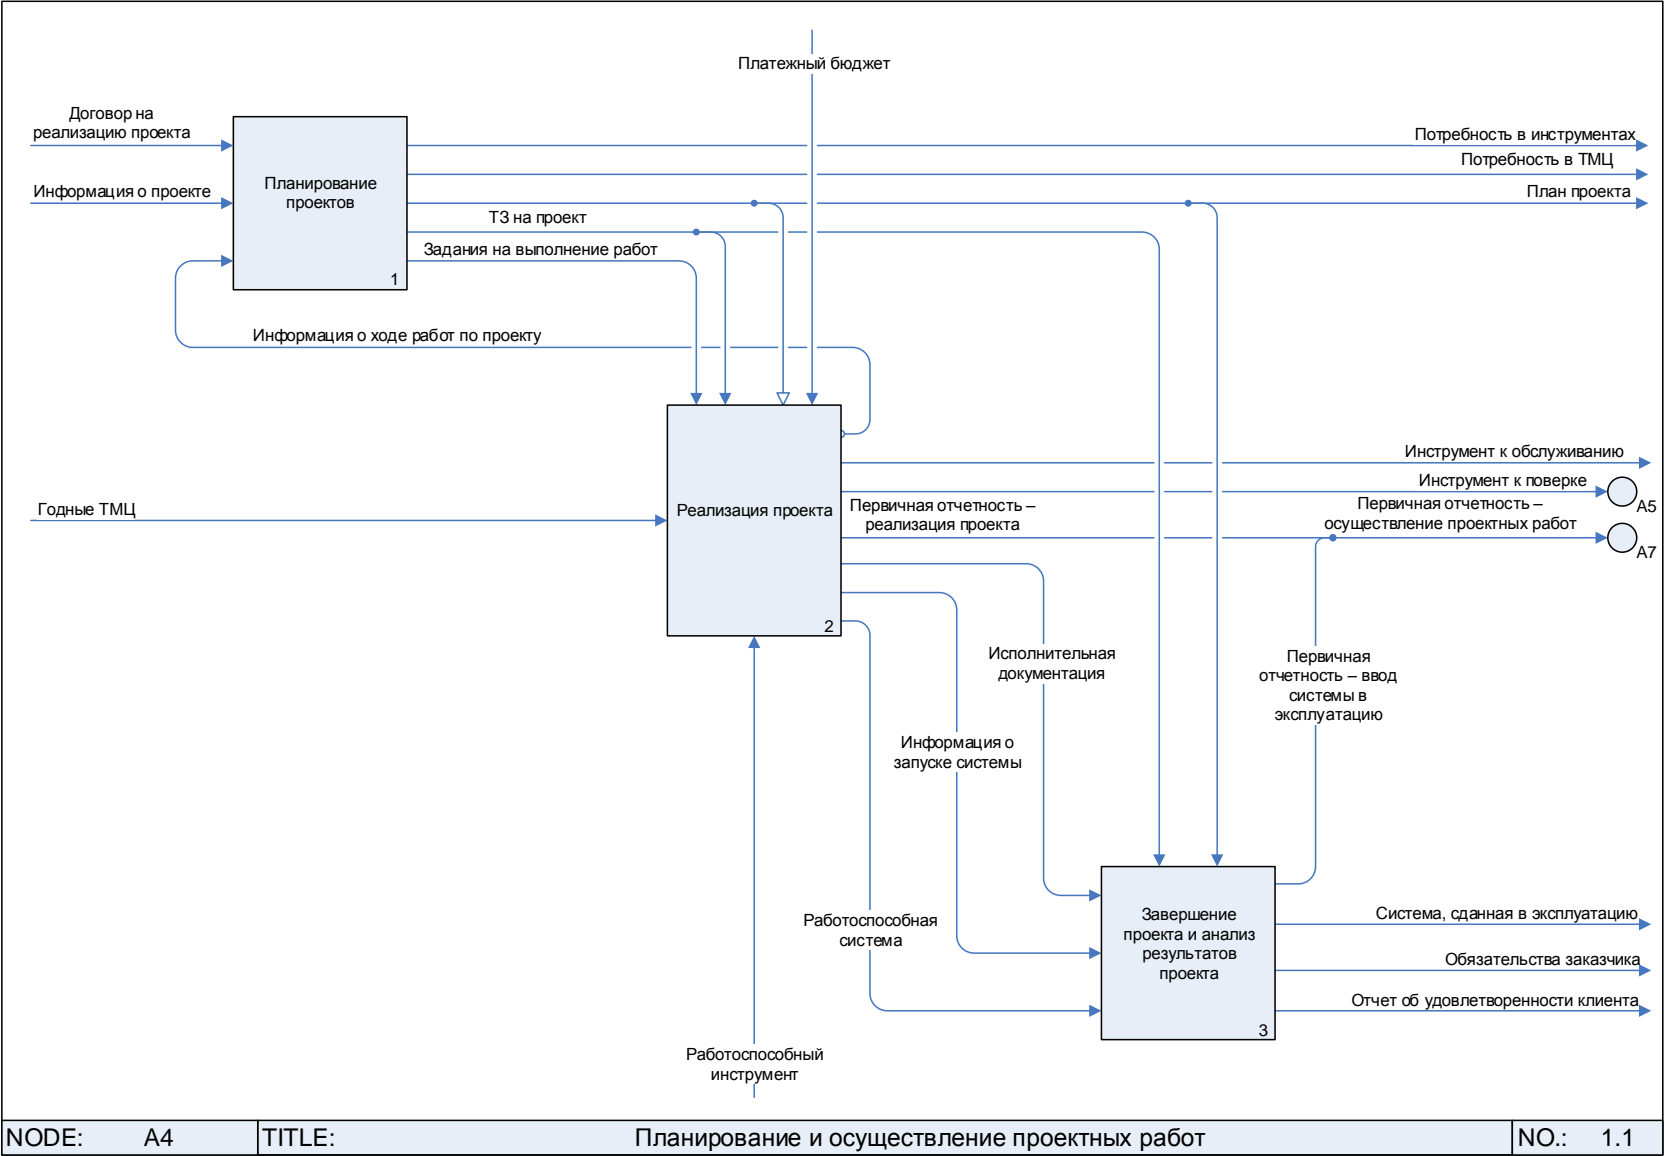 Платежный бюджет
Договор на
реализацию проекта
Потребность в инструментах
Потребность в ТМЦ
Информация о проекте
Планирование
проектов
План проекта
ТЗ на проект
Задания на выполнение работ
1
Информация о ходе работ по проекту
Инструмент к обслуживанию
Инструмент к поверке
A5
Годные ТМЦ
Реализация проекта
Первичная отчетность –
реализация проекта
Первичная отчетность –
осуществление проектных работ
A7
2
Исполнительная
документация
Первичная
отчетность – ввод
системы в
эксплуатацию
Информация о
запуске системы
Работоспособная
система
Завершение
проекта и анализ
результатов
проекта
3
Система, сданная в эксплуатацию
Обязательства заказчика
Отчет об удовлетворенности клиента
Работоспособный
инструмент
NODE: A4 TITLE: Планирование и осуществление проектных работ NO.: 1.1